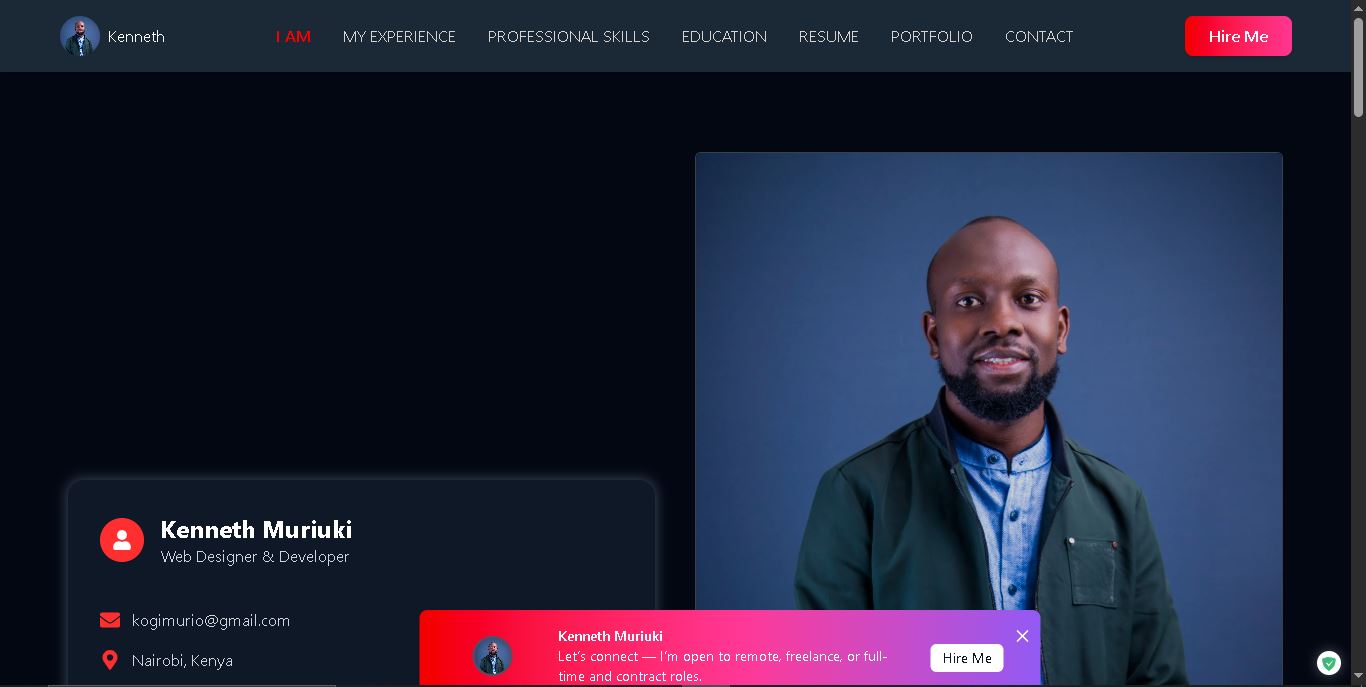 Kenneth
I AM
MY EXPERIENCE
PROFESSIONAL SKILLS
EDUCATION
RESUME
PORTFOLIO
CONTACT
Hire Me
Kenneth Muriuki
Web Designer & Developer
kogimurio@gmail.com
Nairobi, Kenya
Kenneth Muriuki
Let's connect — I'm open to remote, freelance, or full-
time and contract roles.
Hire Me